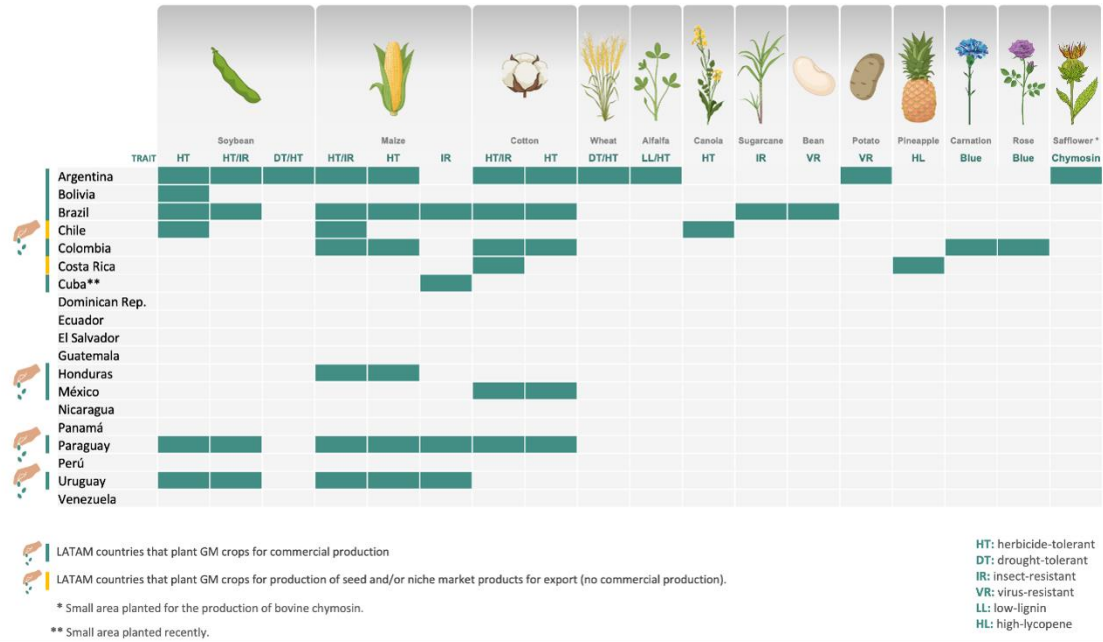 Soybean Maize Cotton Wheat Alfalfa Canola Sugarcane Bean Potato Pineapple Carnation Rose Safflower *
TRAIT HT HT/IR DT/HT HT/IR HT IR HT/IR HT DT/HT LL/HT HT IR VR VR HL Blue Blue Chymosin
Argentina
Bolivia
Brazil
Chile
Colombia
Costa Rica
Cuba**
Dominican Rep.
Ecuador
El Salvador
Guatemala
Honduras
México
Nicaragua
Panamá
Paraguay
Perú
Uruguay
Venezuela
LATAM countries that plant GM crops for commercial production
LATAM countries that plant GM crops for production of seed and/or niche market products for export (no commercial production).
* Small area planted for the production of bovine chymosin.
** Small area planted recently.
HT: herbicide-tolerant
DT: drought-tolerant
IR: insect-resistant
VR: virus-resistant
LL: low-lignin
HL: high-lycopene